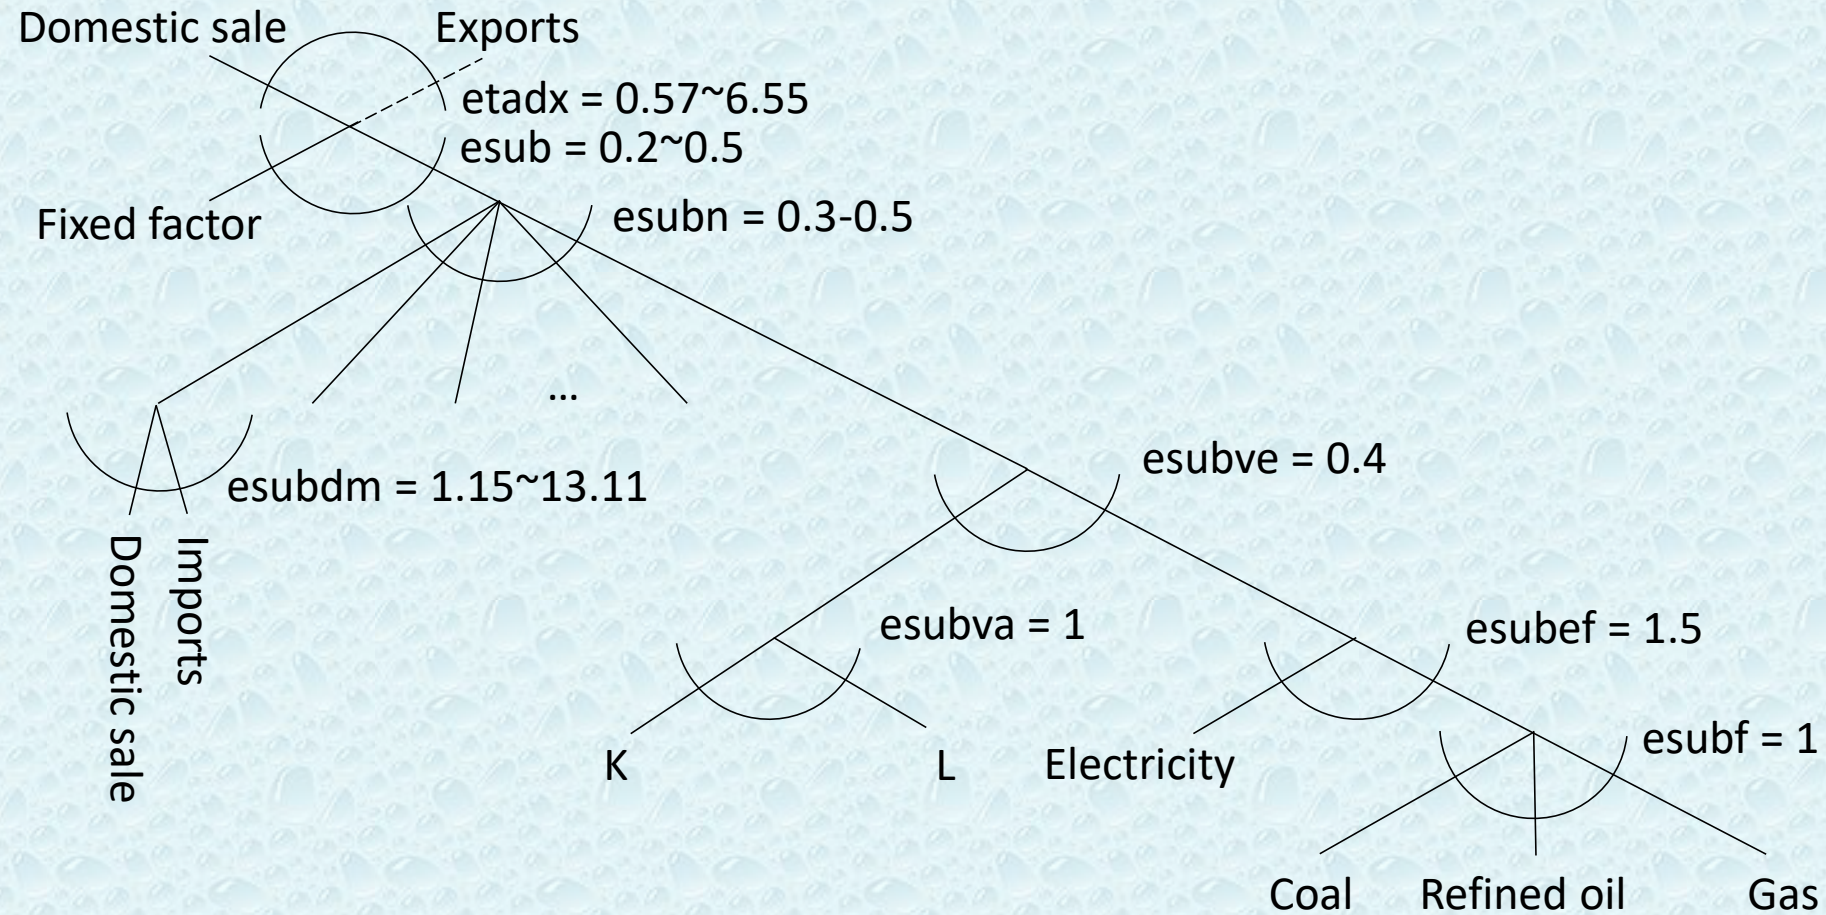 Domestic sale
Exports
etadx = 0.57~6.55
esub = 0.2~0.5
Fixed factor
esubn = 0.3-0.5
...
esubve = 0.4
esubdm = 1.15~13.11
Domestic sale
Imports
esubva = 1
esubef = 1.5
K
L
Electricity
esubf = 1
Coal
Refined oil
Gas